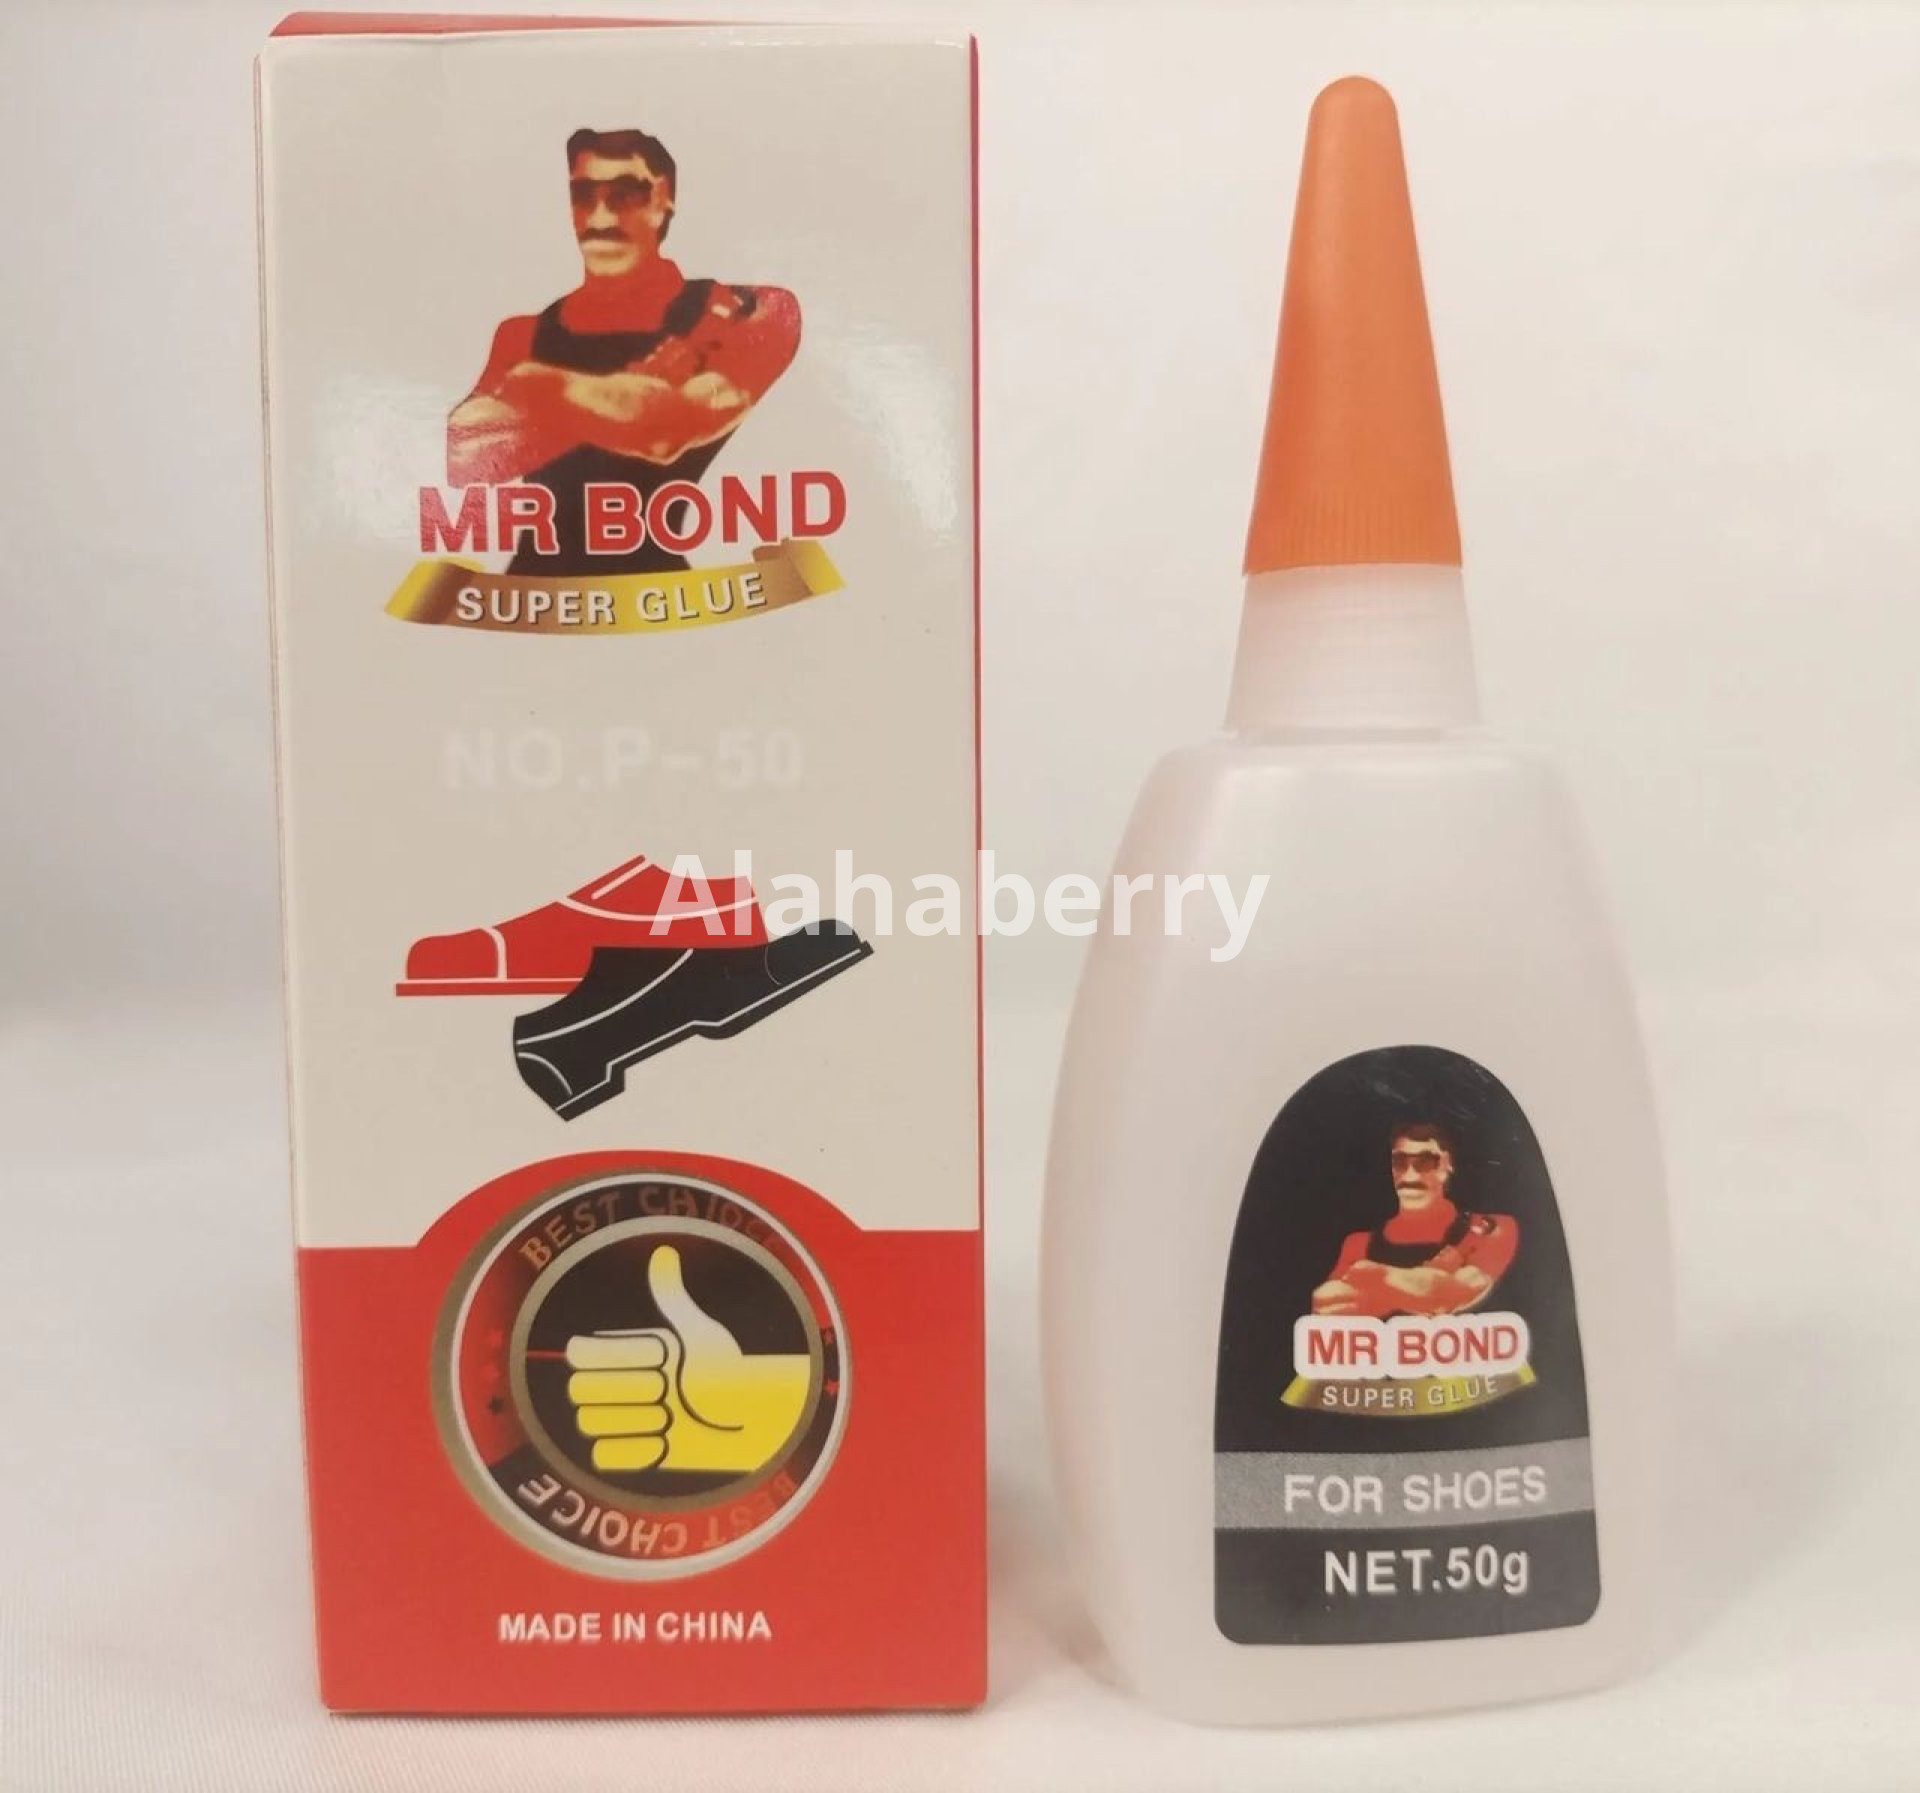 MR BOND
SUPER GLUE
NO.P-50
BEST CHIOCE
BEST CHOICE
MADE IN CHINA
Alahaberry
MR BOND
SUPER GLUE
FOR SHOES
NET.50g